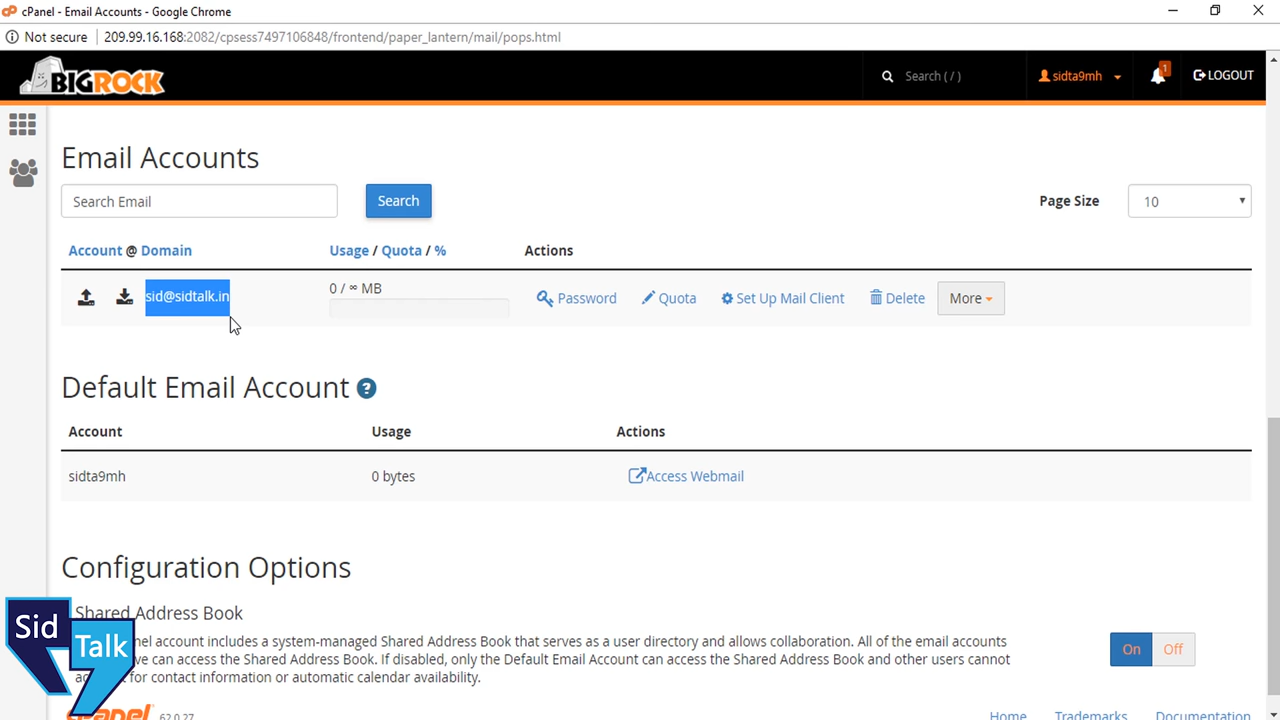 cPanel - Email Accounts - Google Chrome
Not secure 209.99.16.168:2082/cpsess7497106848/frontend/paper_lantern/mail/pops.html
BIGROCK Search ( / ) sidta9mh 1 LOGOUT
Email Accounts
Search Email Search Page Size 10
Account @ Domain Usage / Quota / % Actions
sid@sidtalk.in 0 / ∞ MB Password Quota Set Up Mail Client Delete More
Default Email Account ?
Account Usage Actions
sidta9mh 0 bytes Access Webmail
Configuration Options
Shared Address Book
account includes a system-managed Shared Address Book that serves as a user directory and allows collaboration. All of the email accounts
can access the Shared Address Book. If disabled, only the Default Email Account can access the Shared Address Book and other users cannot
for contact information or automatic calendar availability.
On Off
Sid
Talk
62.0.27 Home Trademarks Documentation